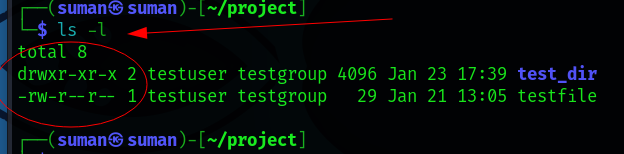 ┌──(suman㉿suman)-[~/project]
└─$ ls -l
total 8
drwxr-xr-x 2 testuser testgroup 4096 Jan 23 17:39 test_dir
-rw-r--r-- 1 testuser testgroup   29 Jan 21 13:05 testfile
┌──(suman㉿suman)-[~/project]